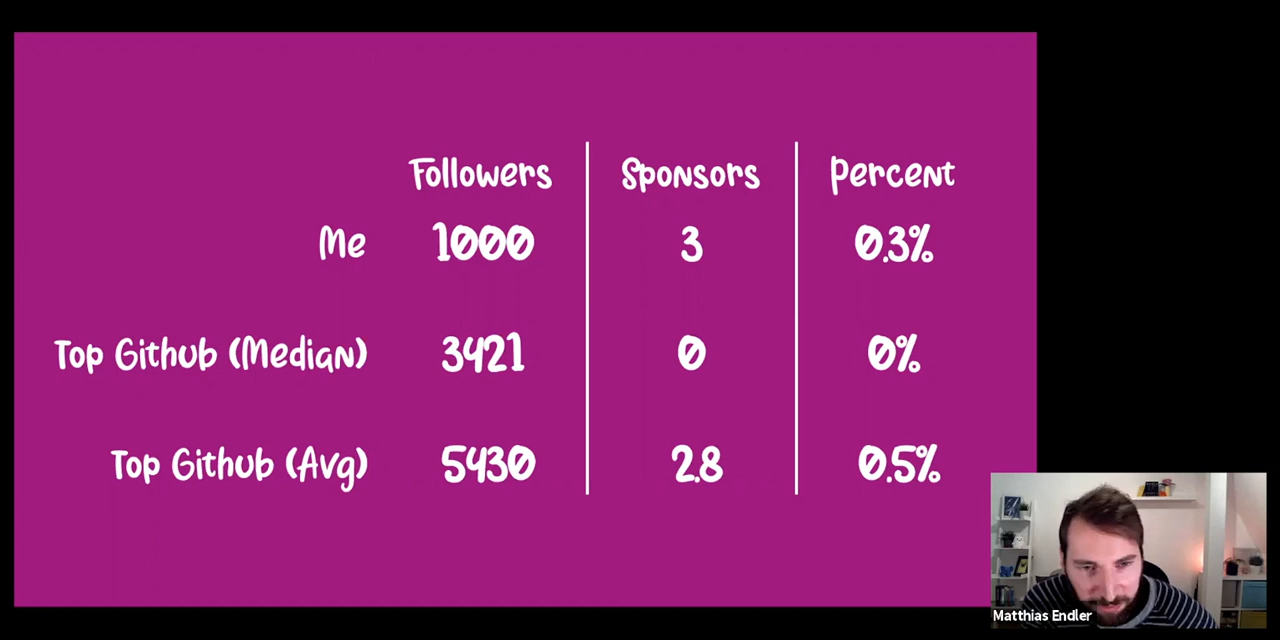 Followers Sponsors Percent
Me 1000 3 0.3%
Top Github (Median) 3421 0 0%
Top Github (Avg) 5430 2.8 0.5%
Matthias Endler